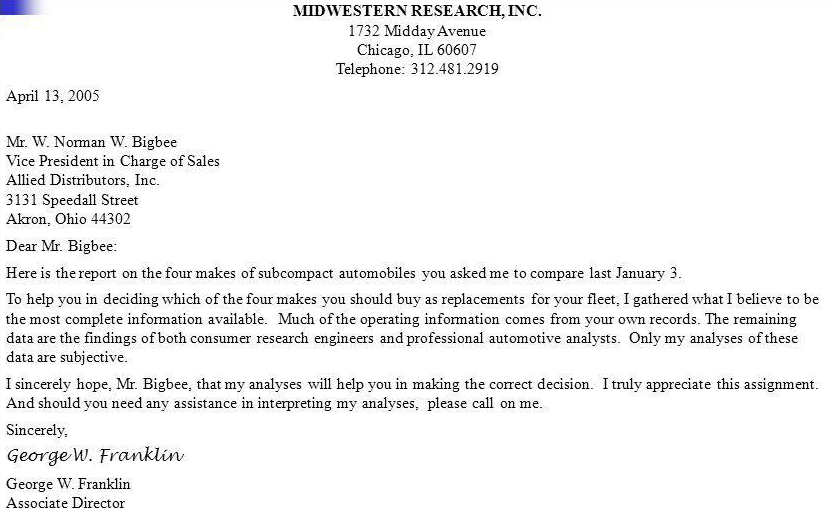 MIDWESTERN RESEARCH, INC.
1732 Midday Avenue
Chicago, IL 60607
Telephone: 312.481.2919
April 13, 2005
Mr. W. Norman W. Bigbee
Vice President in Charge of Sales
Allied Distributors, Inc.
3131 Speedall Street
Akron, Ohio 44302
Dear Mr. Bigbee:
Here is the report on the four makes of subcompact automobiles you asked me to compare last January 3.
To help you in deciding which of the four makes you should buy as replacements for your fleet, I gathered what I believe to be
the most complete information available. Much of the operating information comes from your own records. The remaining
data are the findings of both consumer research engineers and professional automotive analysts. Only my analyses of these
data are subjective.
I sincerely hope, Mr. Bigbee, that my analyses will help you in making the correct decision. I truly appreciate this assignment.
And should you need any assistance in interpreting my analyses, please call on me.
Sincerely,
George W. Franklin
George W. Franklin
Associate Director